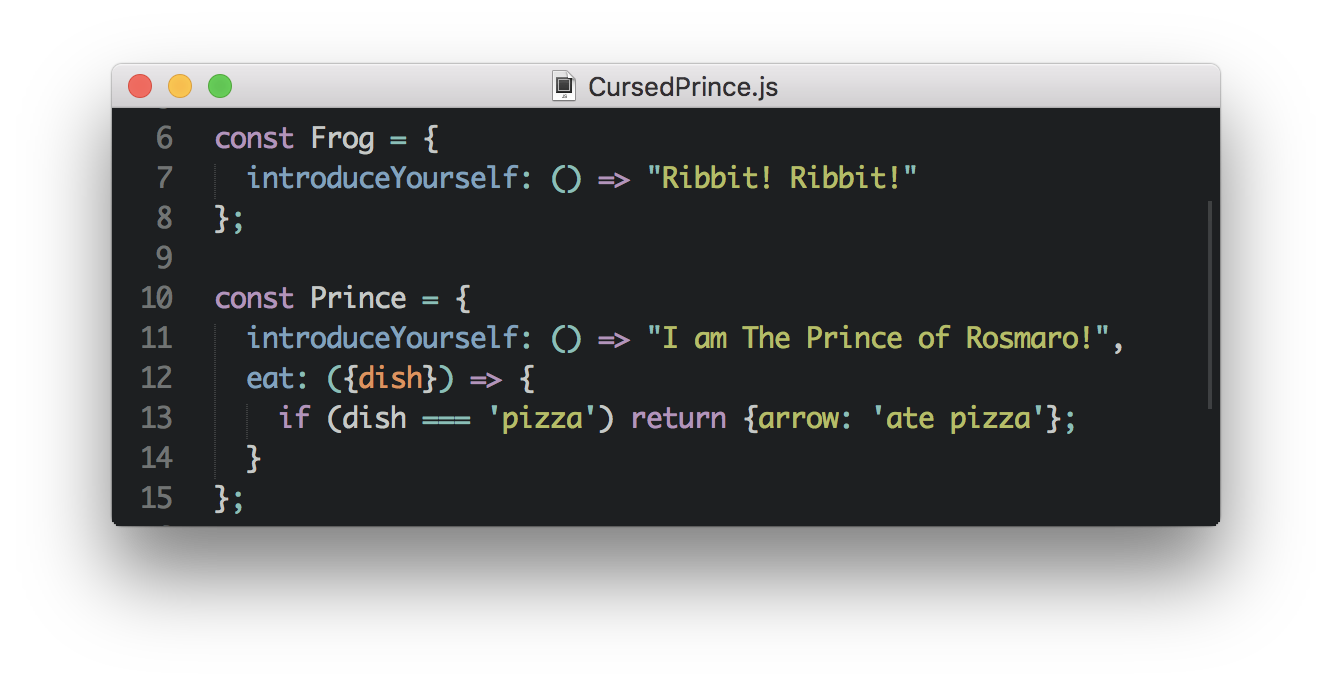 CursedPrince.js
6 const Frog = {
7 introduceYourself: () => "Ribbit! Ribbit!"
8 };
9
10 const Prince = {
11 introduceYourself: () => "I am The Prince of Rosmaro!",
12 eat: ({dish}) => {
13 if (dish === 'pizza') return {arrow: 'ate pizza'};
14 }
15 };